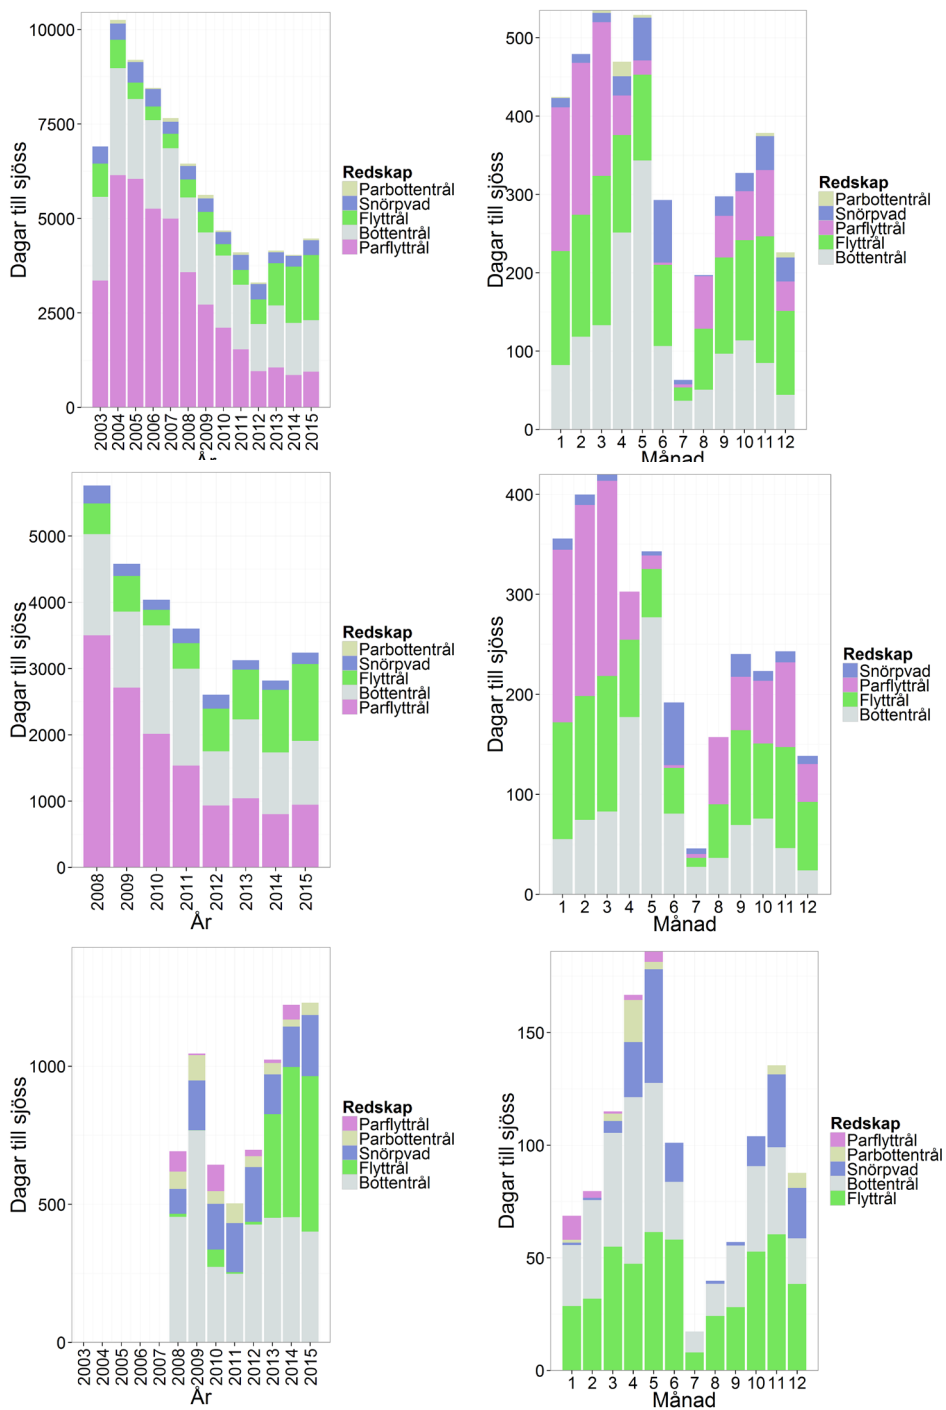 Dagar till sjöss
10000
7500
5000
2500
0
2003
2004
2005
2006
2007
2008
2009
2010
2011
2012
2013
2014
2015
År
Redskap
Parbottentrål
Snörpvad
Flyttrål
Bottentrål
Parflyttrål
Dagar till sjöss
500
400
300
200
100
0
1 2 3 4 5 6 7 8 9 10 11 12
Månad
Redskap
Parbottentrål
Snörpvad
Parflyttrål
Flyttrål
Bottentrål
Dagar till sjöss
5000
4000
3000
2000
1000
0
2008
2009
2010
2011
2012
2013
2014
2015
År
Redskap
Parbottentrål
Snörpvad
Flyttrål
Bottentrål
Parflyttrål
Dagar till sjöss
400
300
200
100
0
1 2 3 4 5 6 7 8 9 10 11 12
Månad
Redskap
Snörpvad
Parflyttrål
Flyttrål
Bottentrål
Dagar till sjöss
1000
500
0
2003
2004
2005
2006
2007
2008
2009
2010
2011
2012
2013
2014
2015
År
Redskap
Parflyttrål
Parbottentrål
Snörpvad
Flyttrål
Bottentrål
Dagar till sjöss
150
100
50
0
1 2 3 4 5 6 7 8 9 10 11 12
Månad
Redskap
Parflyttrål
Parbottentrål
Snörpvad
Bottentrål
Flyttrål